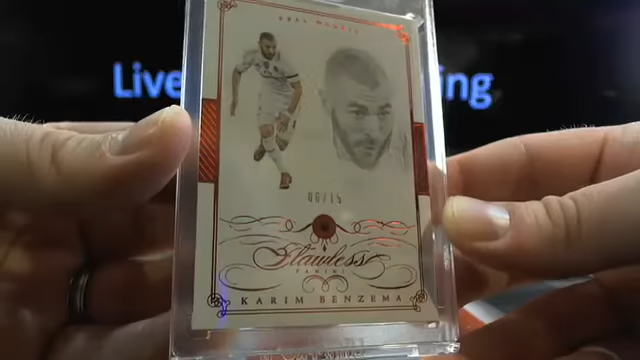 Live ing
REAL MADRID
06/15
Flawless
PANINI
KARIM BENZEMA